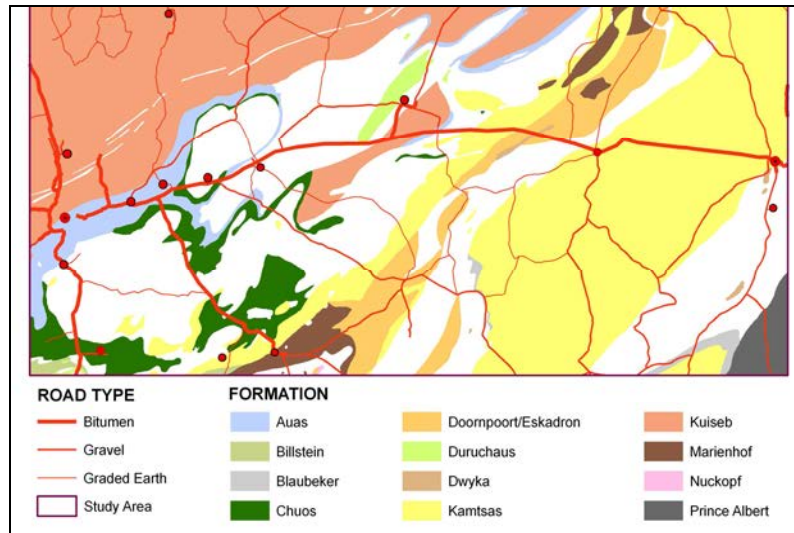 ROAD TYPE
Bitumen
Gravel
Graded Earth
Study Area
FORMATION
Auas
Billstein
Blaubeker
Chuos
Doornpoort/Eskadron
Duruchaus
Dwyka
Kamtsas
Kuiseb
Marienhof
Nuckopf
Prince Albert